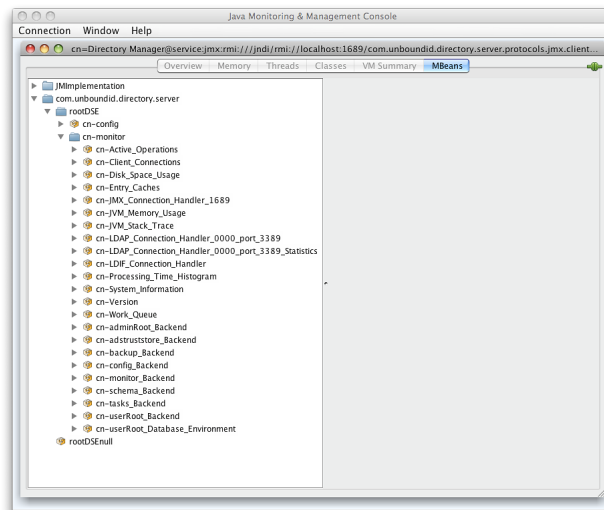 Java Monitoring & Management Console
Connection Window Help
cn=Directory Manager@service:jmx:rmi:///jndi/rmi://localhost:1689/com.unboundid.directory.server.protocols.jmx.client...
Overview Memory Threads Classes VM Summary MBeans
JMImplementation
com.unboundid.directory.server
rootDSE
cn-config
cn-monitor
cn-Active_Operations
cn-Client_Connections
cn-Disk_Space_Usage
cn-Entry_Caches
cn-JMX_Connection_Handler_1689
cn-JVM_Memory_Usage
cn-JVM_Stack_Trace
cn-LDAP_Connection_Handler_0000_port_3389
cn-LDAP_Connection_Handler_0000_port_3389_Statistics
cn-LDIF_Connection_Handler
cn-Processing_Time_Histogram
cn-System_Information
cn-Version
cn-Work_Queue
cn-adminRoot_Backend
cn-adstruststore_Backend
cn-backup_Backend
cn-config_Backend
cn-monitor_Backend
cn-schema_Backend
cn-tasks_Backend
cn-userRoot_Backend
cn-userRoot_Database_Environment
rootDSEnull